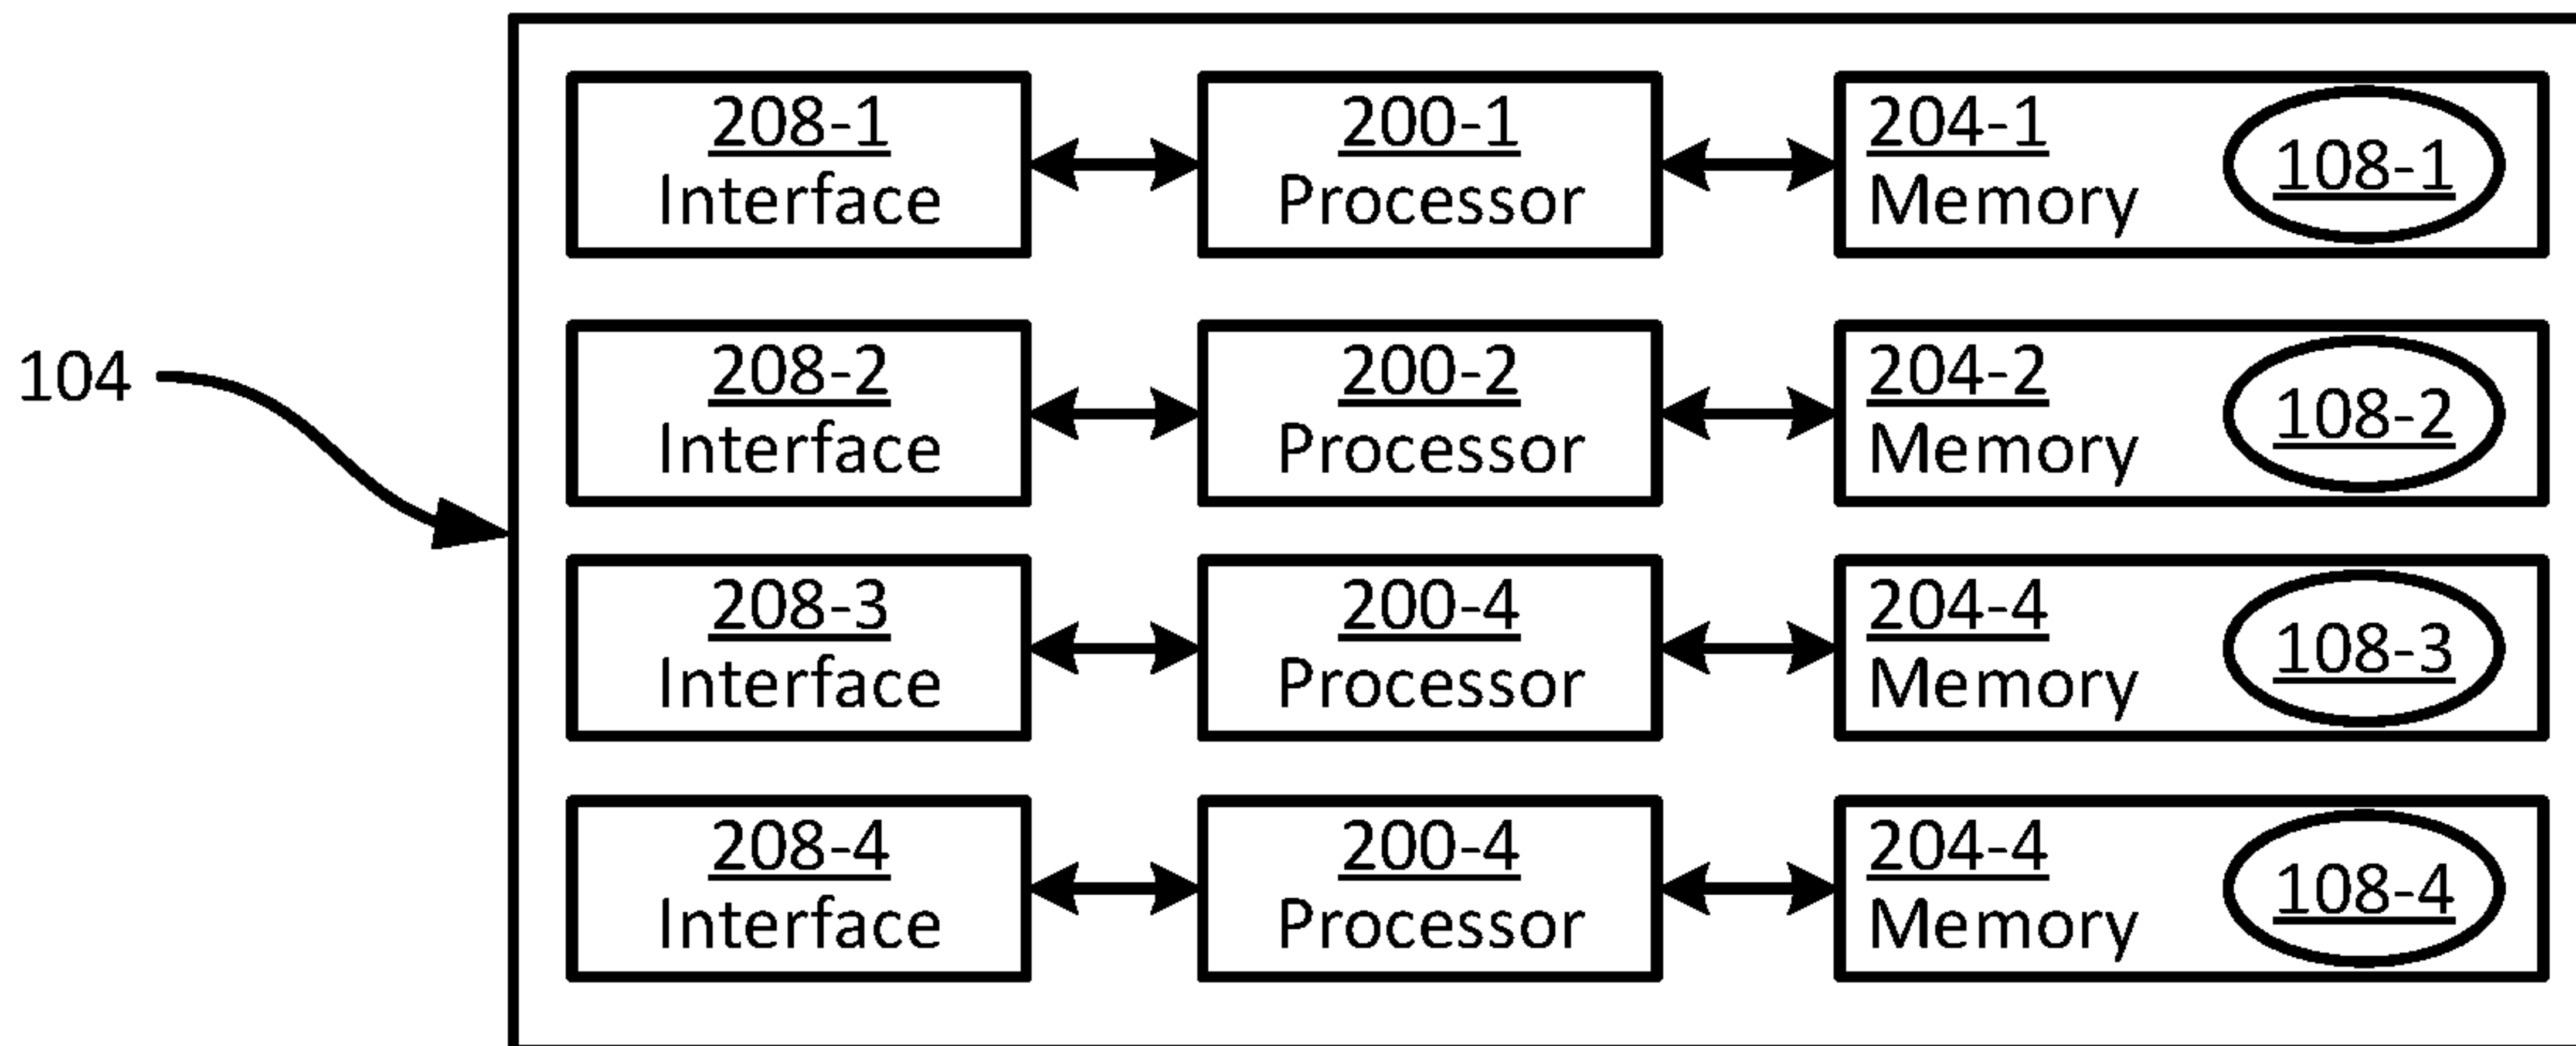 208-1
Interface
200-1
Processor
204-1
Memory
108-1
104
208-2
Interface
200-2
Processor
204-2
Memory
108-2
208-3
Interface
200-4
Processor
204-4
Memory
108-3
208-4
Interface
200-4
Processor
204-4
Memory
108-4